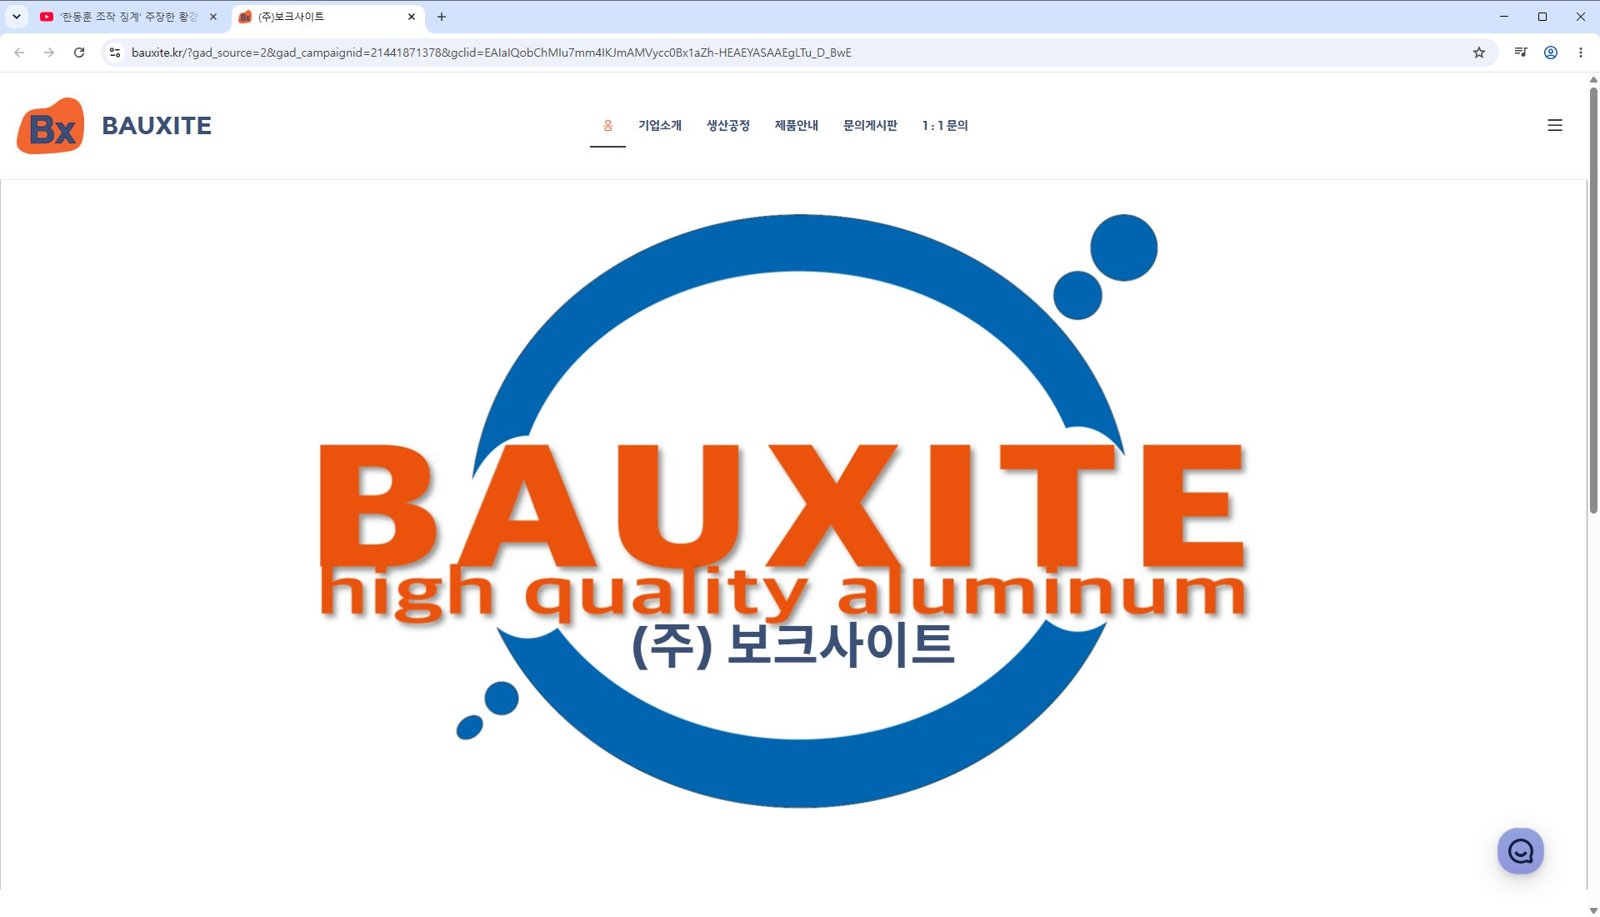 '한동훈 조작 징계' 주장한 황
(주)보크사이트
bauxite.kr/?gad_source=2&gad_campaignid=21441871378&gclid=EAIaIQobChMIu7mm4IKJmAMVycc0Bx1aZh-HEAEYASAAEgLTu_D_BwE
Bx BAUXITE
홈 기업소개 생산공정 제품안내 문의게시판 1 : 1 문의
BAUXITE
high quality aluminum
(주) 보크사이트